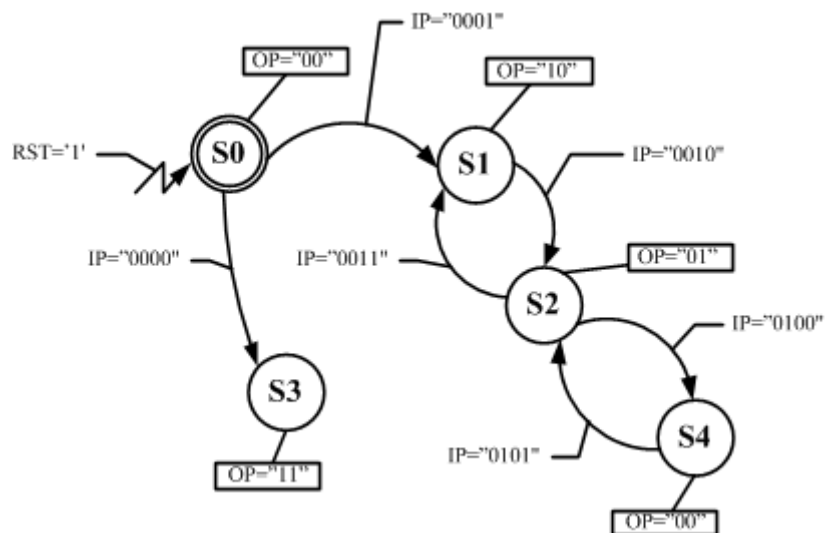 IP=”0001"
OP=”00”
OP=”10”
RST='1'
S0
S1
IP=”0010"
IP=”0000"
IP=”0011"
OP=”01”
S2
IP=”0100"
S3
S4
IP=”0101"
OP=”11”
OP=”00”